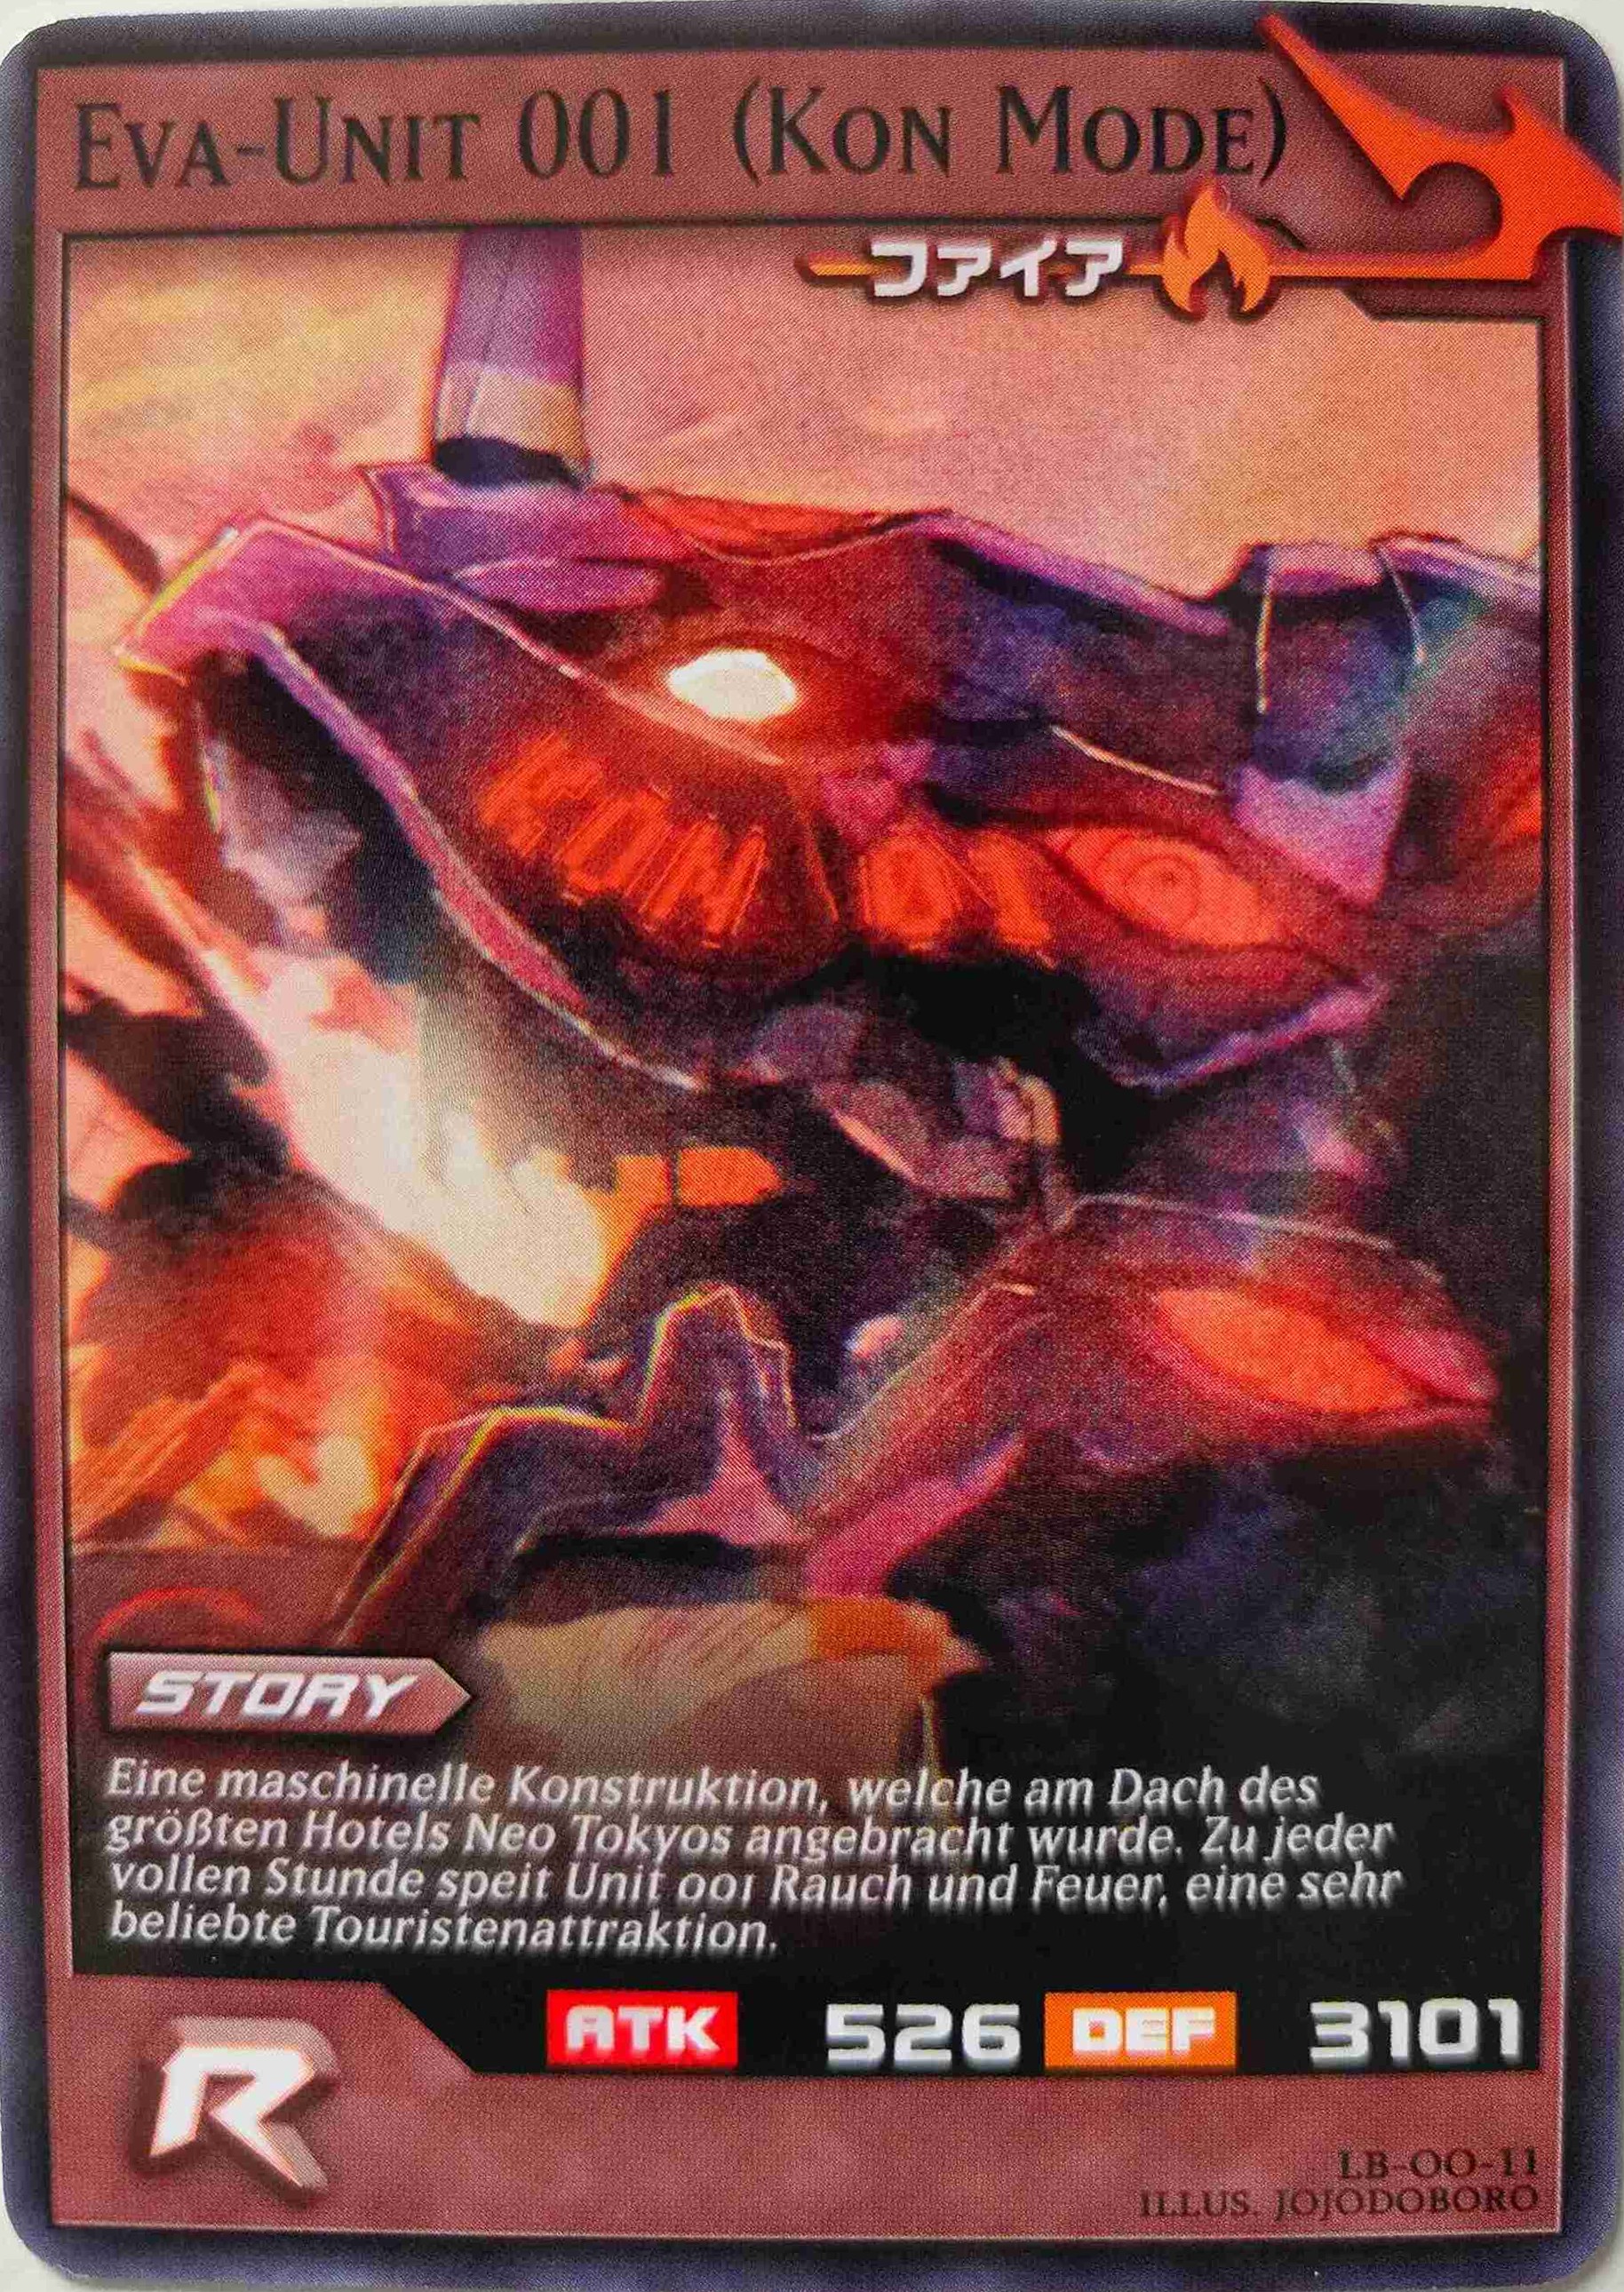 EVA-UNIT 001 (KON MODE)
ファイア
KON 01
STORY
Eine maschinelle Konstruktion, welche am Dach des
größten Hotels Neo Tokyos angebracht wurde. Zu jeder
vollen Stunde speit Unit 001 Rauch und Feuer, eine sehr
beliebte Touristenattraktion.
ATK 526 DEF 3101
R
LB-OO-11
ILLUS. JOJODOBORO